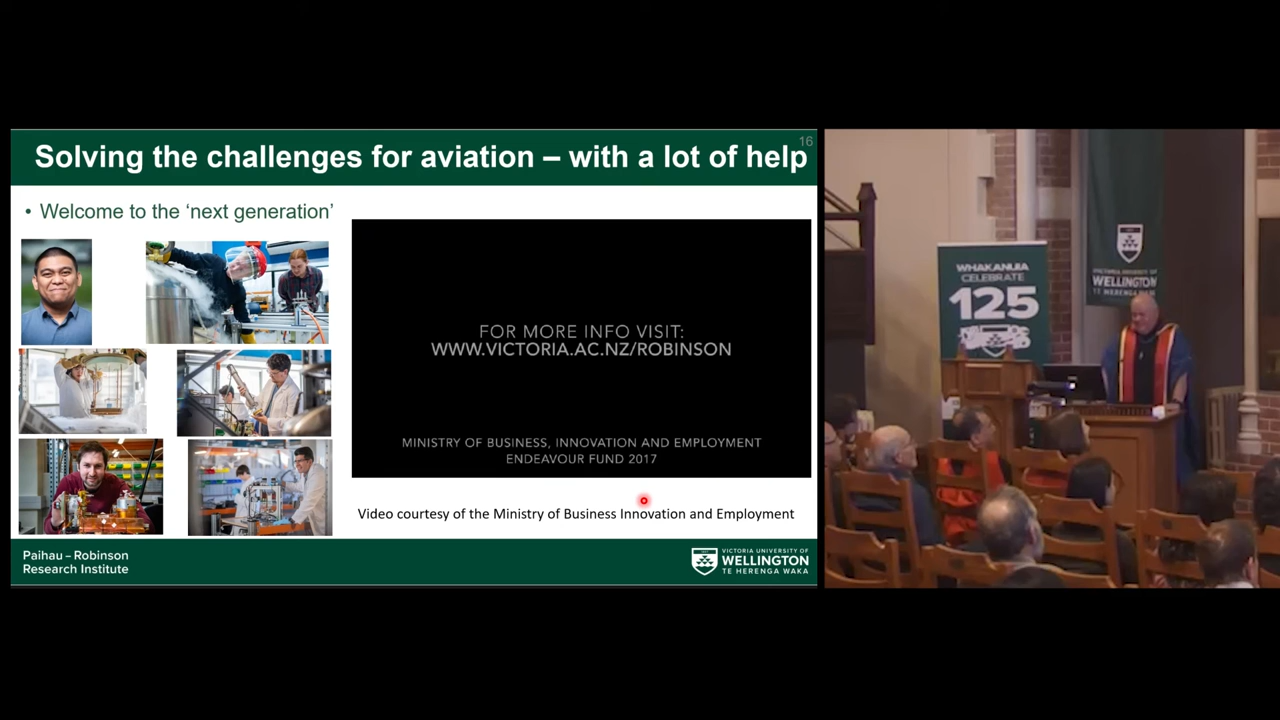 16
Solving the challenges for aviation – with a lot of help
• Welcome to the ‘next generation’
FOR MORE INFO VISIT:
WWW.VICTORIA.AC.NZ/ROBINSON
MINISTRY OF BUSINESS, INNOVATION AND EMPLOYMENT
ENDEAVOUR FUND 2017
Video courtesy of the Ministry of Business Innovation and Employment
Paihau – Robinson
Research Institute
VICTORIA UNIVERSITY OF
WELLINGTON
TE HERENGA WAKA
WHAKANUIA
CELEBRATE
125
VICTORIA UNIVERSITY OF
WELLINGTON
TE HERENGA WAKA